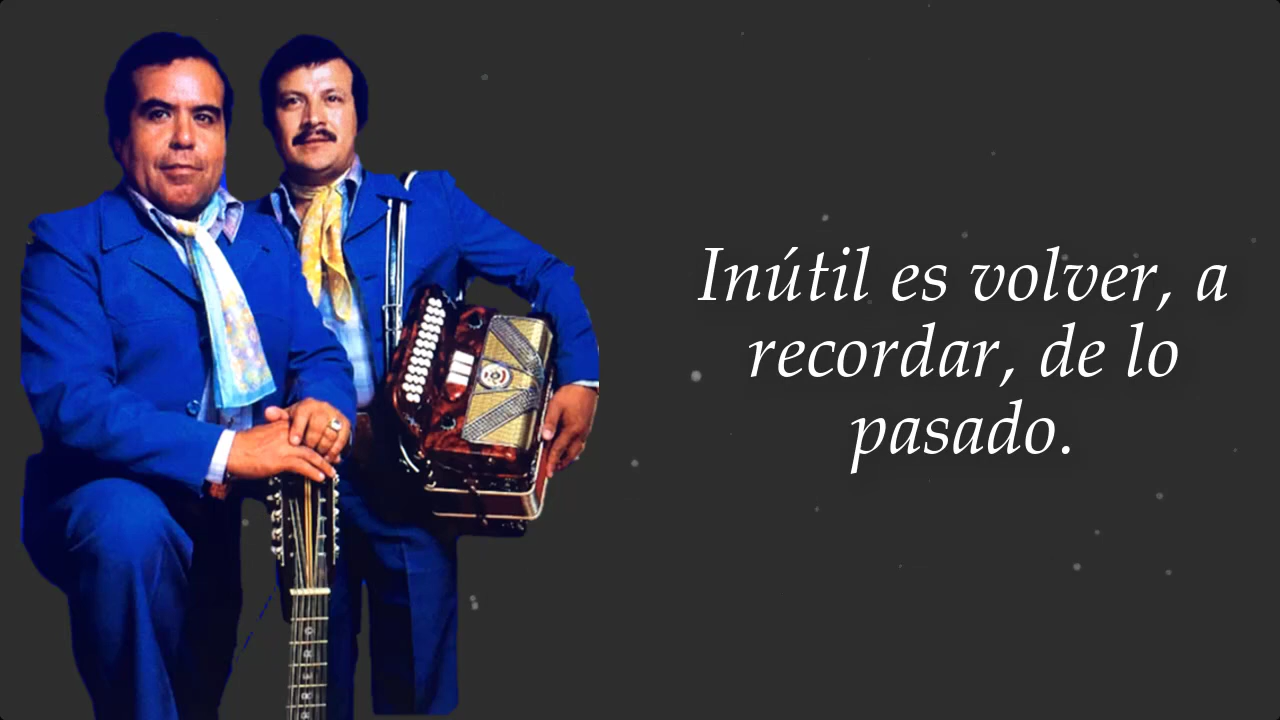 Inútil es volver, a
recordar, de lo
pasado.